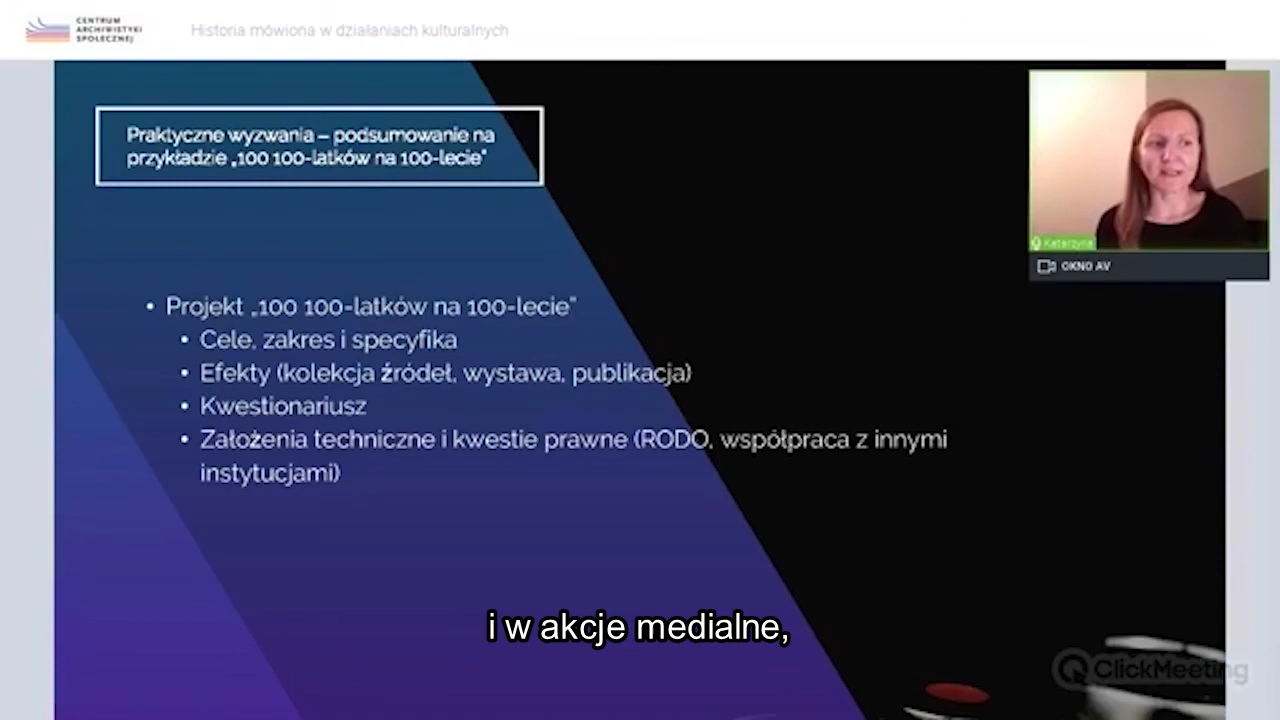 CENTRUM
ARCHIWISTYKI
SPOŁECZNEJ
Historia mówiona w działaniach kulturalnych
Praktyczne wyzwania – podsumowanie na
przykładzie „100 100-latków na 100-lecie”
• Projekt „100 100-latków na 100-lecie”
• Cele, zakres i specyfika
• Efekty (kolekcja źródeł, wystawa, publikacja)
• Kwestionariusz
• Założenia techniczne i kwestie prawne (RODO, współpraca z innymi
instytucjami)
Katarzyna
OKNO AV
i w akcje medialne,
ClickMeeting